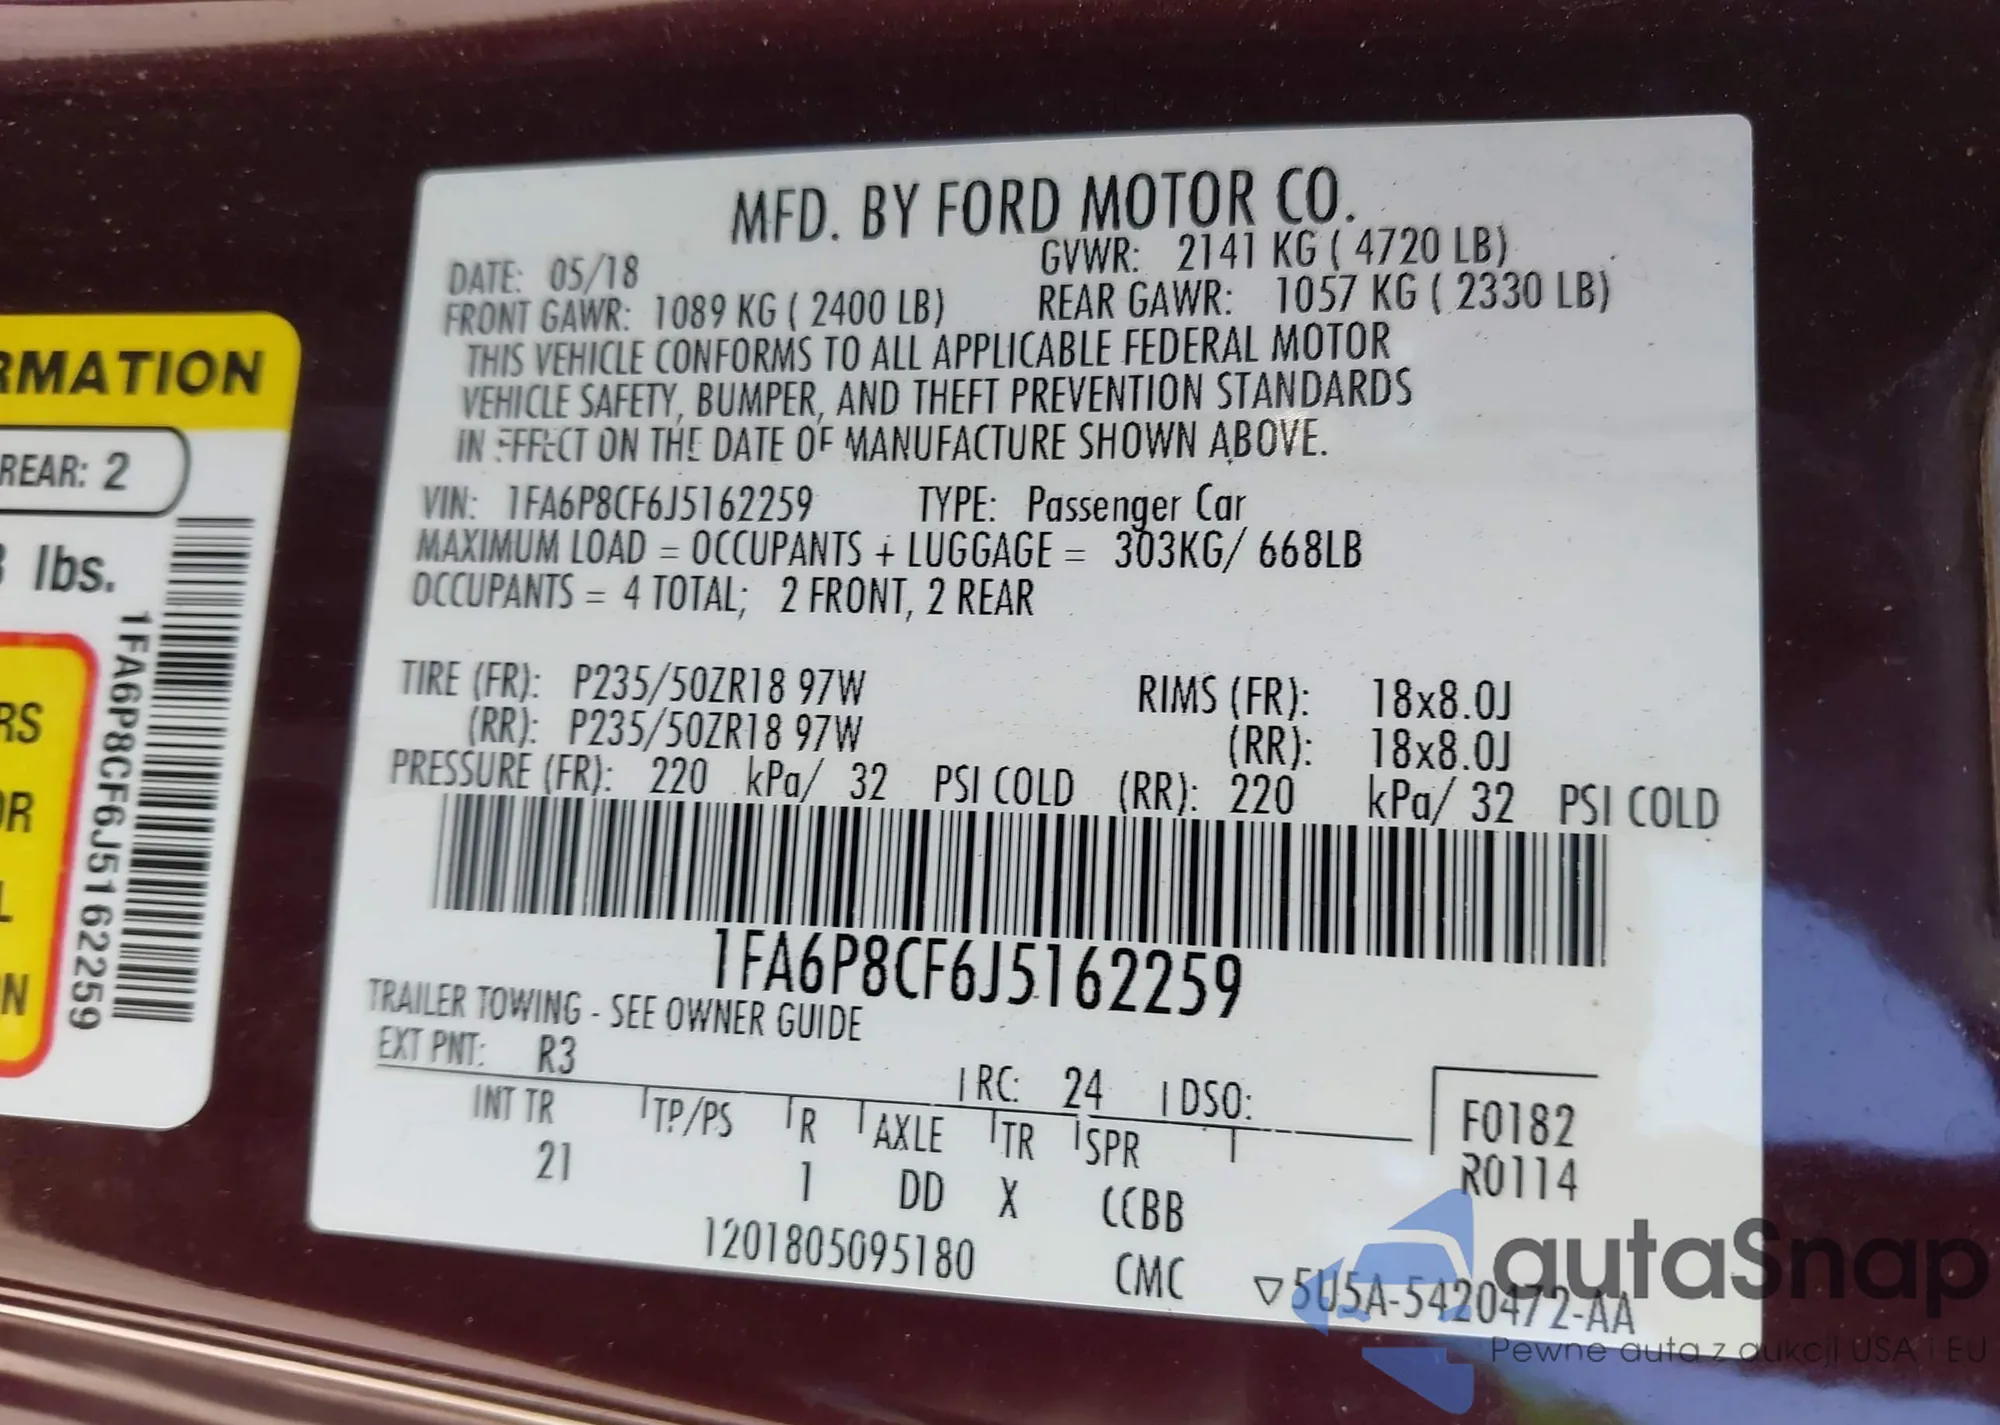 MFD. BY FORD MOTOR CO.
DATE: 05/18
GVWR: 2141 KG ( 4720 LB)
FRONT GAWR: 1089 KG ( 2400 LB)
REAR GAWR: 1057 KG ( 2330 LB)
THIS VEHICLE CONFORMS TO ALL APPLICABLE FEDERAL MOTOR
VEHICLE SAFETY, BUMPER, AND THEFT PREVENTION STANDARDS
IN EFFECT ON THE DATE OF MANUFACTURE SHOWN ABOVE.
VIN: 1FA6P8CF6J5162259 TYPE: Passenger Car
MAXIMUM LOAD = OCCUPANTS + LUGGAGE = 303KG/ 668LB
OCCUPANTS = 4 TOTAL; 2 FRONT, 2 REAR
TIRE (FR): P235/50ZR18 97W RIMS (FR): 18x8.0J
(RR): P235/50ZR18 97W (RR): 18x8.0J
PRESSURE (FR): 220 kPa/ 32 PSI COLD (RR): 220 kPa/ 32 PSI COLD
1FA6P8CF6J5162259
TRAILER TOWING - SEE OWNER GUIDE
EXT PNT: R3 RC: 24 DSO:
INT TR TP/PS R AXLE TR SPR
21 1 DD X CCBB
F0182
R0114
1201805095180 CMC ▽5U5A-5420472-AA
RMATION
REAR: 2
lbs.
1FA6P8CF6J5162259
RS
OR
L
N
autaSnap
Pewne auta z aukcji USA i EU